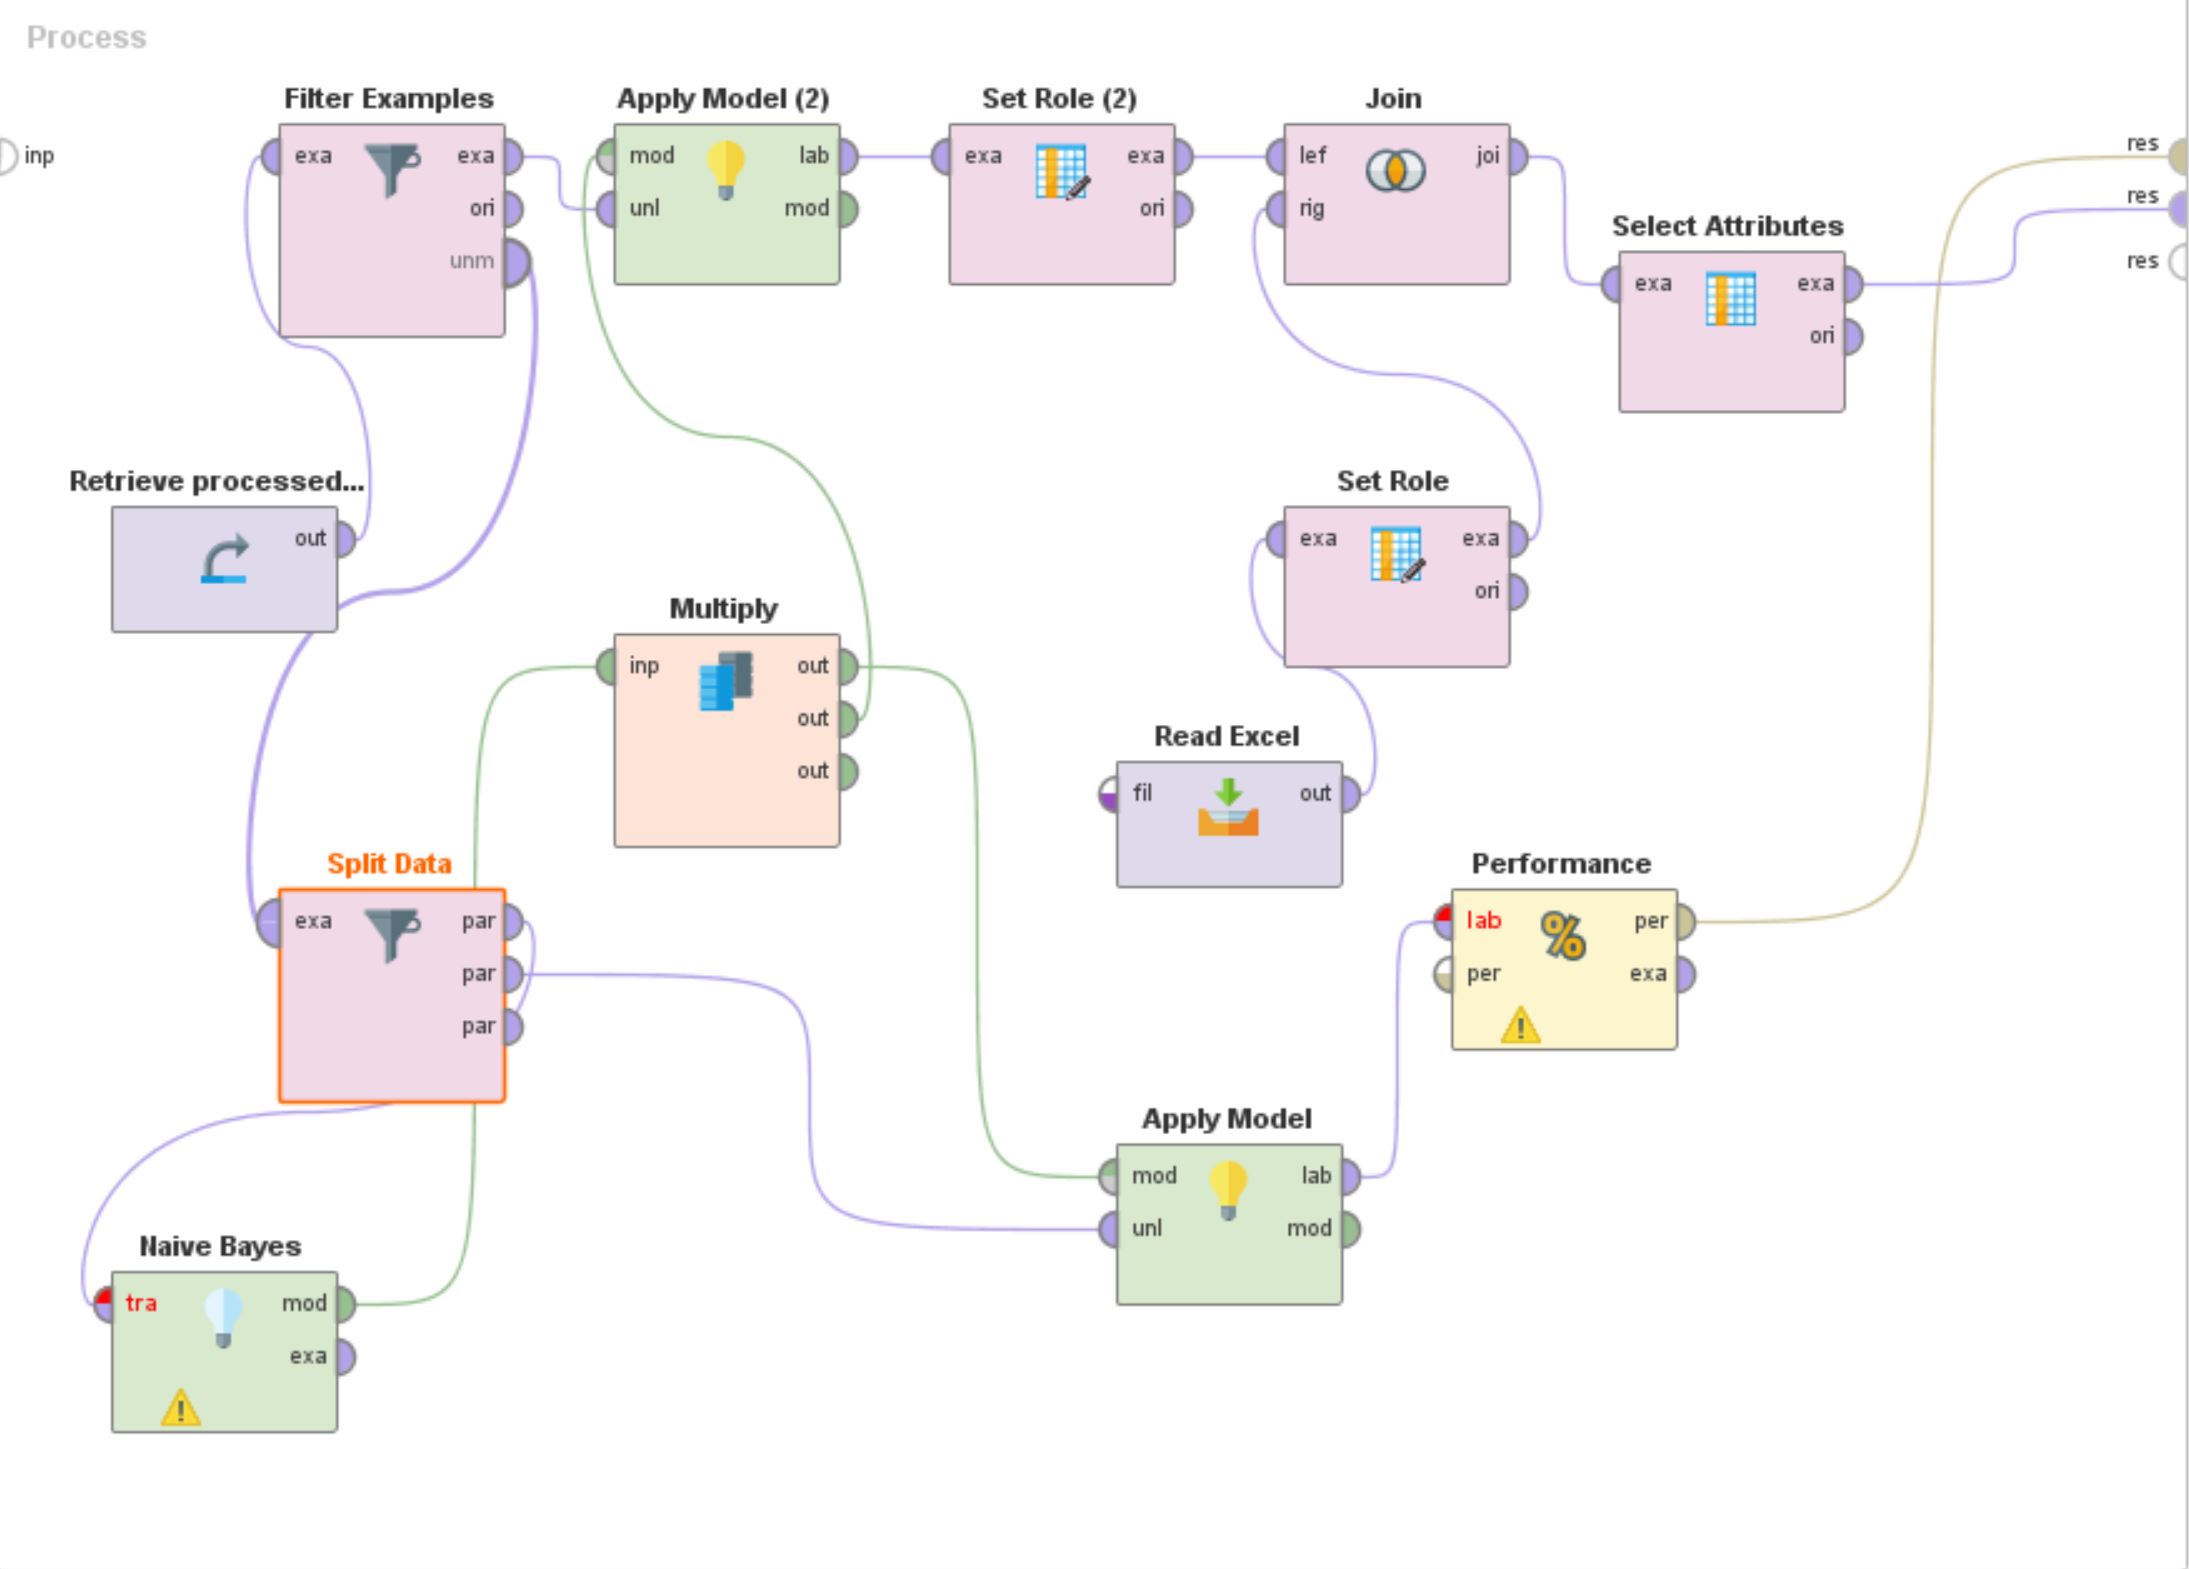 Process
inp
Filter Examples
exa
exa
ori
unm
Apply Model (2)
mod
lab
unl
mod
Set Role (2)
exa
exa
ori
Join
lef
joi
rig
Select Attributes
exa
exa
ori
res
res
res
Retrieve processed...
out
Set Role
exa
exa
ori
Multiply
inp
out
out
out
Read Excel
fil
out
Split Data
exa
par
par
par
Performance
lab
per
per
exa
Apply Model
mod
lab
unl
mod
Naive Bayes
tra
mod
exa